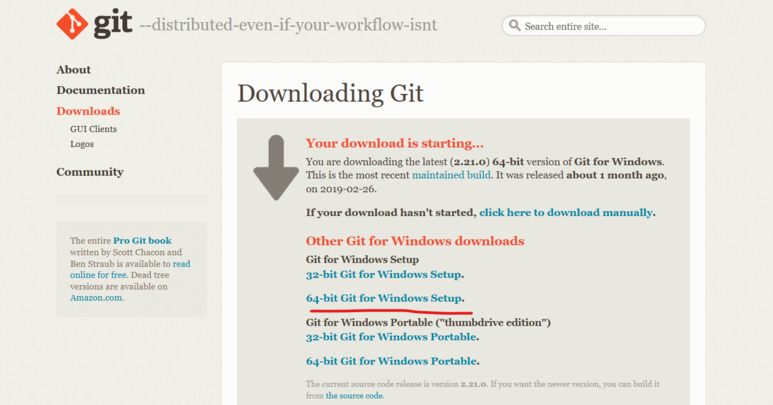 git --distributed-even-if-your-workflow-isnt
Search entire site...
About
Documentation
Downloads
GUI Clients
Logos
Community
The entire Pro Git book
written by Scott Chacon and
Ben Straub is available to read
online for free. Dead tree
versions are available on
Amazon.com.
Downloading Git
Your download is starting...
You are downloading the latest (2.21.0) 64-bit version of Git for Windows.
This is the most recent maintained build. It was released about 1 month ago,
on 2019-02-26.
If your download hasn't started, click here to download manually.
Other Git for Windows downloads
Git for Windows Setup
32-bit Git for Windows Setup.
64-bit Git for Windows Setup.
Git for Windows Portable ("thumbdrive edition")
32-bit Git for Windows Portable.
64-bit Git for Windows Portable.
The current source code release is version 2.21.0. If you want the newer version, you can build it
from the source code.